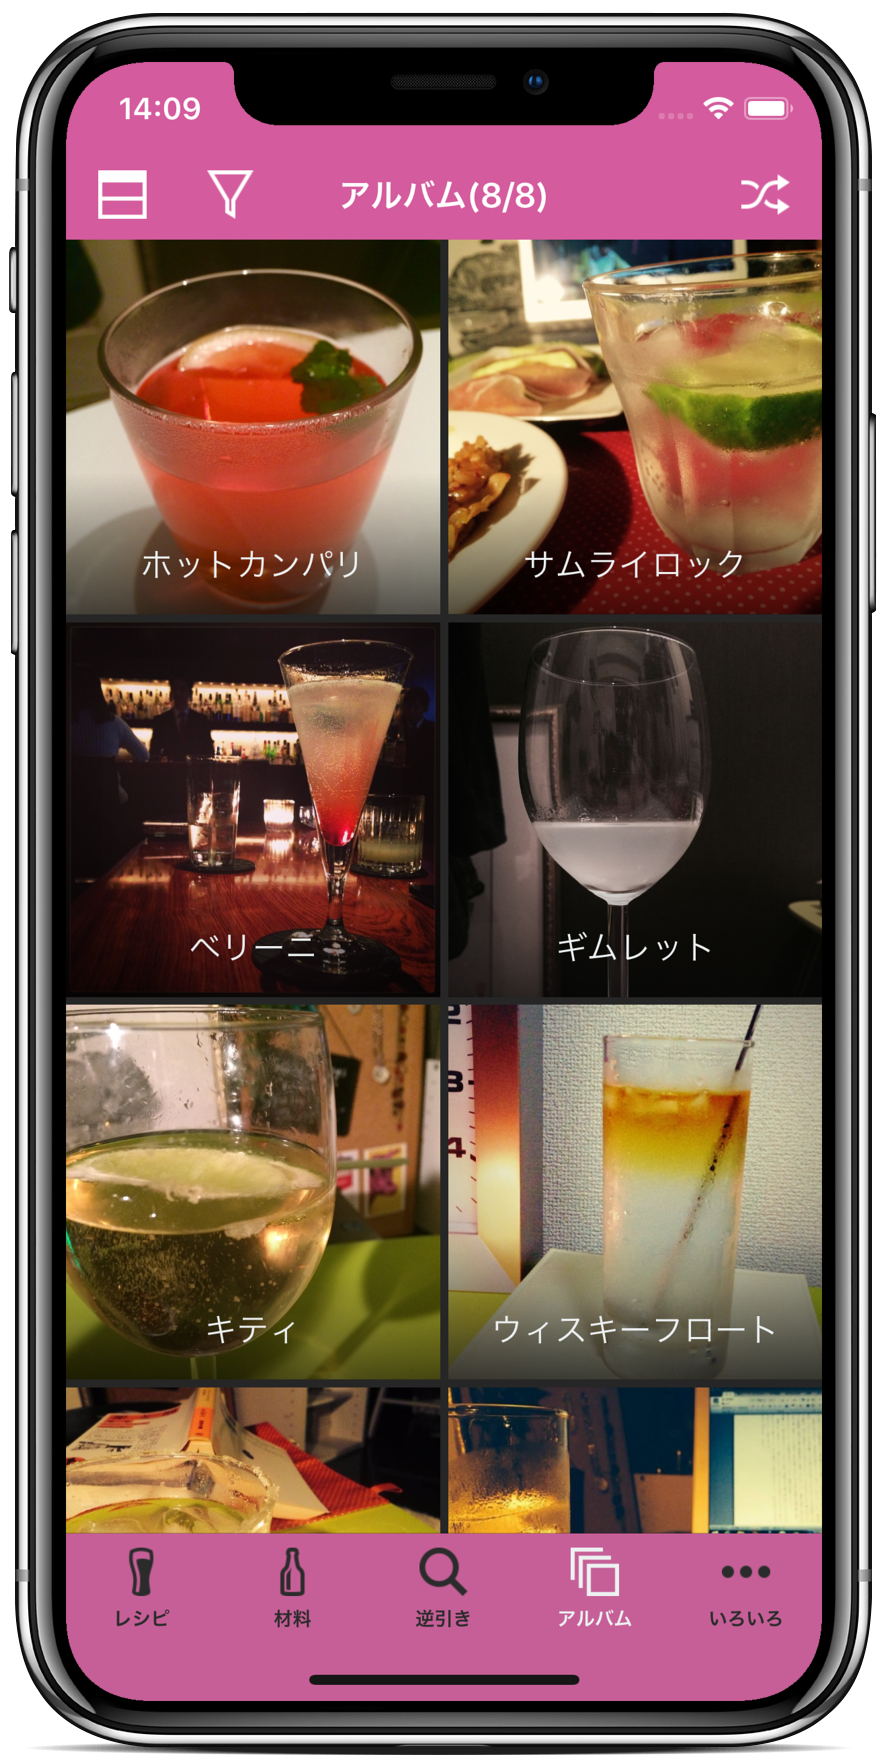 14:09
アルバム(8/8)
ホットカンパリ
サムライロック
ベリーニ
ギムレット
キティ
ウィスキーフロート
2
3
4
レシピ
材料
逆引き
アルバム
いろいろ